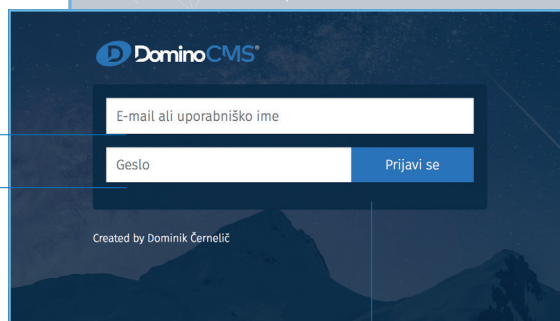 DominoCMS®
E-mail ali uporabniško ime
Geslo
Prijavi se
Created by Dominik Černelič